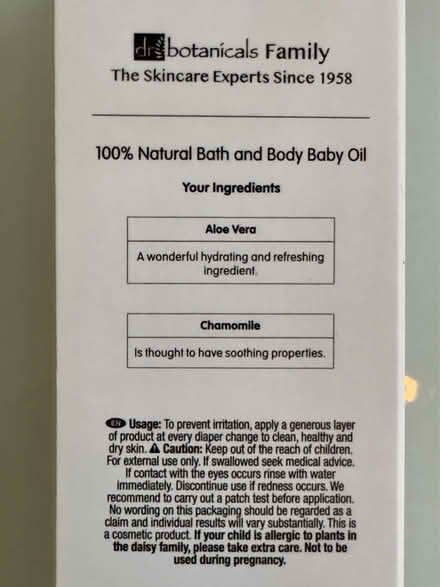 dr botanicals Family
The Skincare Experts Since 1958
100% Natural Bath and Body Baby Oil
Your Ingredients
Aloe Vera
A wonderful hydrating and refreshing
ingredient.
Chamomile
Is thought to have soothing properties.
EN Usage: To prevent irritation, apply a generous layer
of product at every diaper change to clean, healthy and
dry skin. Caution: Keep out of the reach of children.
For external use only. If swallowed seek medical advice.
If contact with the eyes occurs rinse with water
immediately. Discontinue use if redness occurs. We
recommend to carry out a patch test before application.
No wording on this packaging should be regarded as a
claim and individual results will vary substantially. This is
a cosmetic product. If your child is allergic to plants in
the daisy family, please take extra care. Not to be
used during pregnancy.